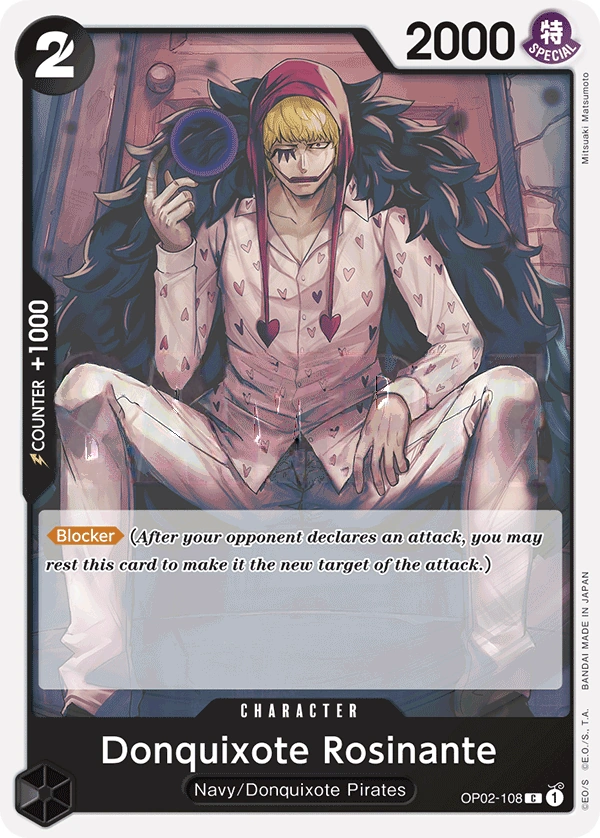 2
2000
特
SPECIAL
Mitsuaki Matsumoto
COUNTER +1000
Blocker (After your opponent declares an attack, you may
rest this card to make it the new target of the attack.)
CHARACTER
Donquixote Rosinante
Navy/Donquixote Pirates
OP02-108 C 1
©EO/S ©E.O./S., T.A. BANDAI MADE IN JAPAN